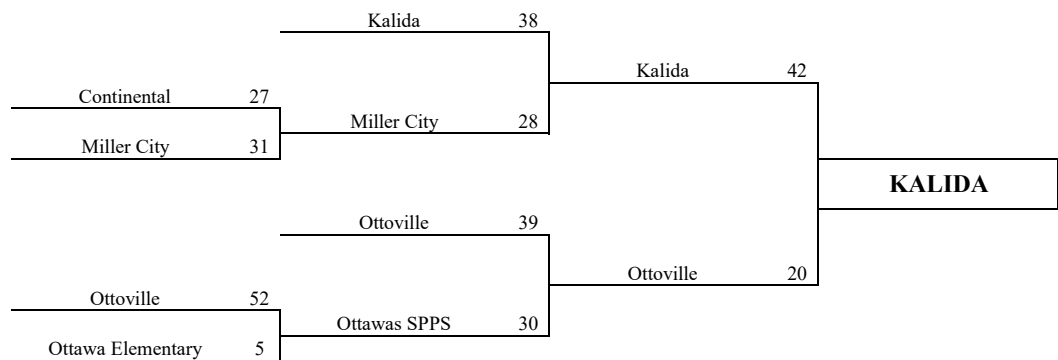 Kalida 38
Kalida 42
Continental 27
Miller City 28
Miller City 31
KALIDA
Ottoville 39
Ottoville 20
Ottoville 52
Ottawas SPPS 30
Ottawa Elementary 5